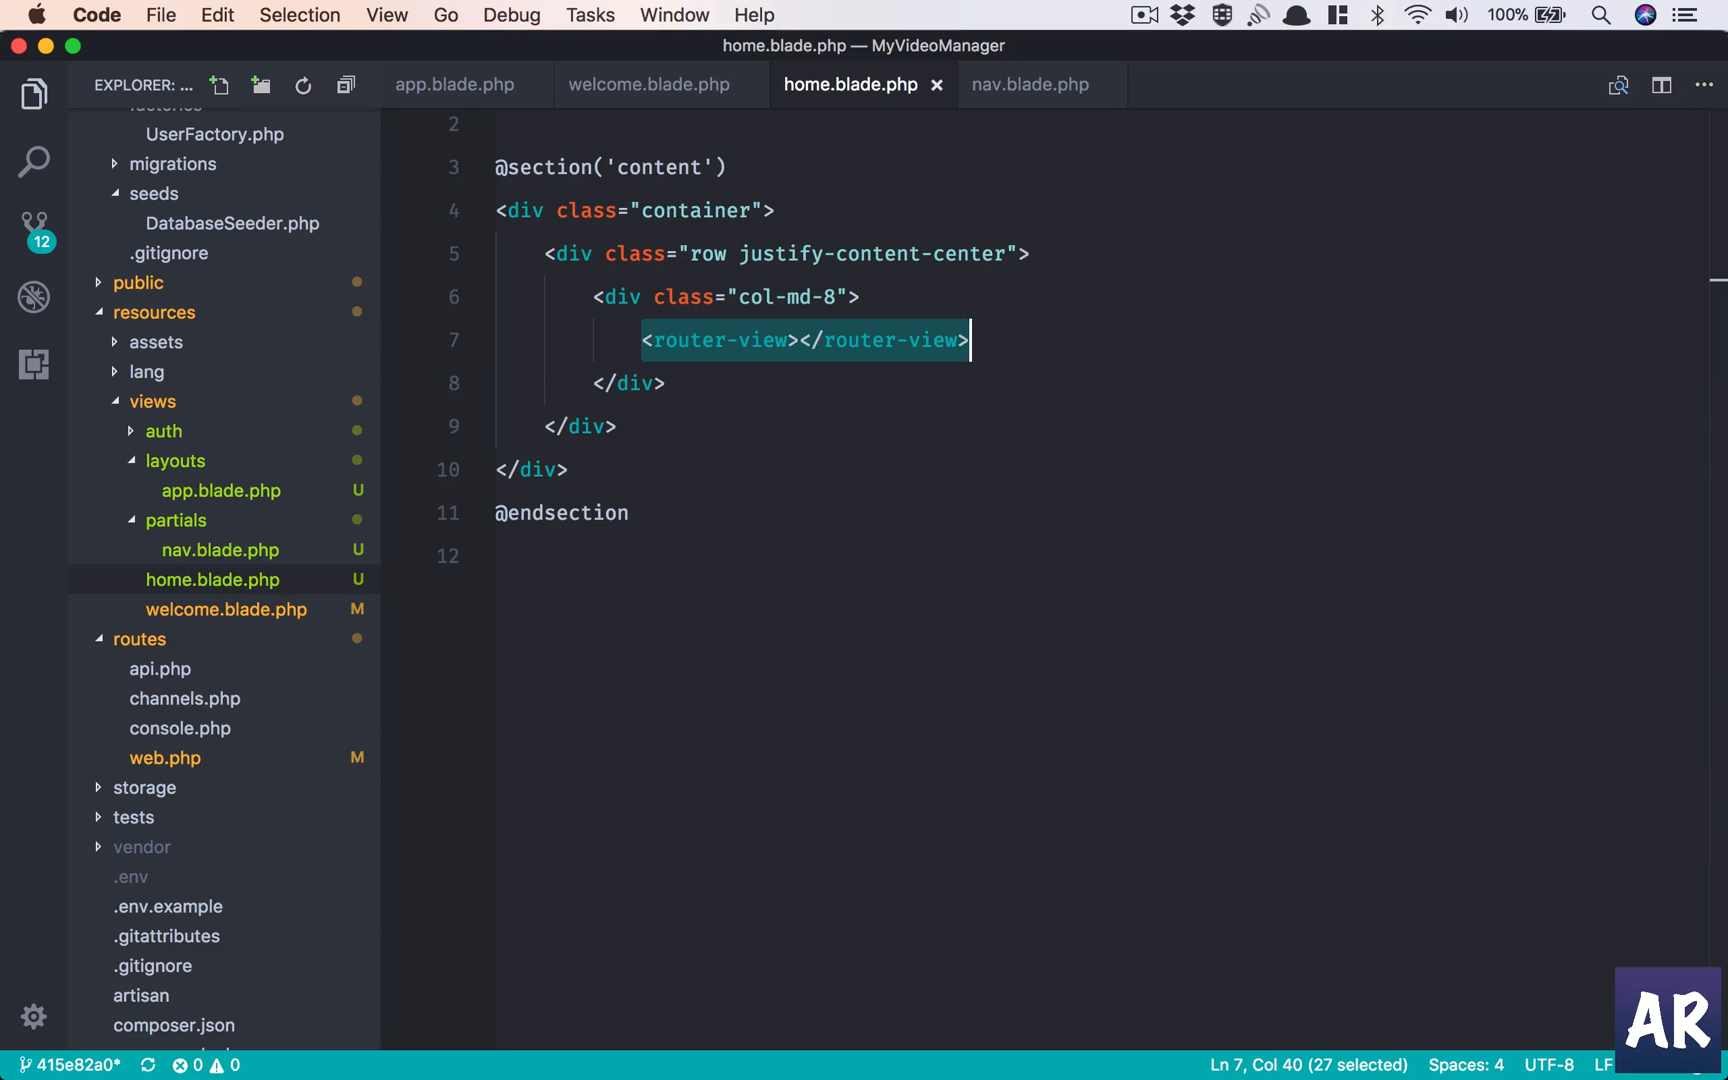 Code File Edit Selection View Go Debug Tasks Window Help 100%
home.blade.php — MyVideoManager
EXPLORER: ... app.blade.php welcome.blade.php home.blade.php × nav.blade.php ...
factories
UserFactory.php
migrations
seeds
DatabaseSeeder.php
.gitignore
public
resources
assets
lang
views
auth
layouts
app.blade.php U
partials
nav.blade.php U
home.blade.php U
welcome.blade.php M
routes
api.php
channels.php
console.php
web.php M
storage
tests
vendor
.env
.env.example
.gitattributes
.gitignore
artisan
composer.json
12
2
3 @section('content')
4 <div class="container">
5 <div class="row justify-content-center">
6 <div class="col-md-8">
7 <router-view></router-view>
8 </div>
9 </div>
10 </div>
11 @endsection
12
AR
415e82a0* 0 0 Ln 7, Col 40 (27 selected) Spaces: 4 UTF-8 LF